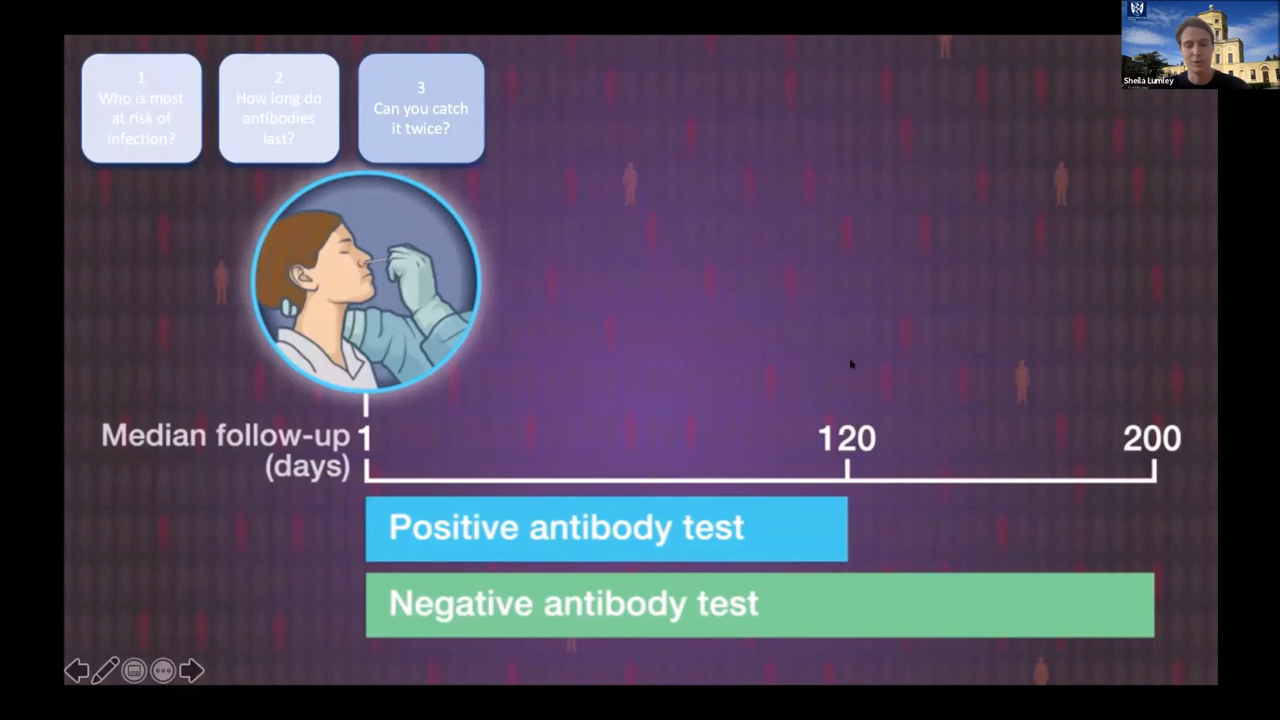 1
Who is most
at risk of
infection?
2
How long do
antibodies
last?
3
Can you catch
it twice?
Sheila Lumley
Median follow-up
(days)
1
120
200
Positive antibody test
Negative antibody test